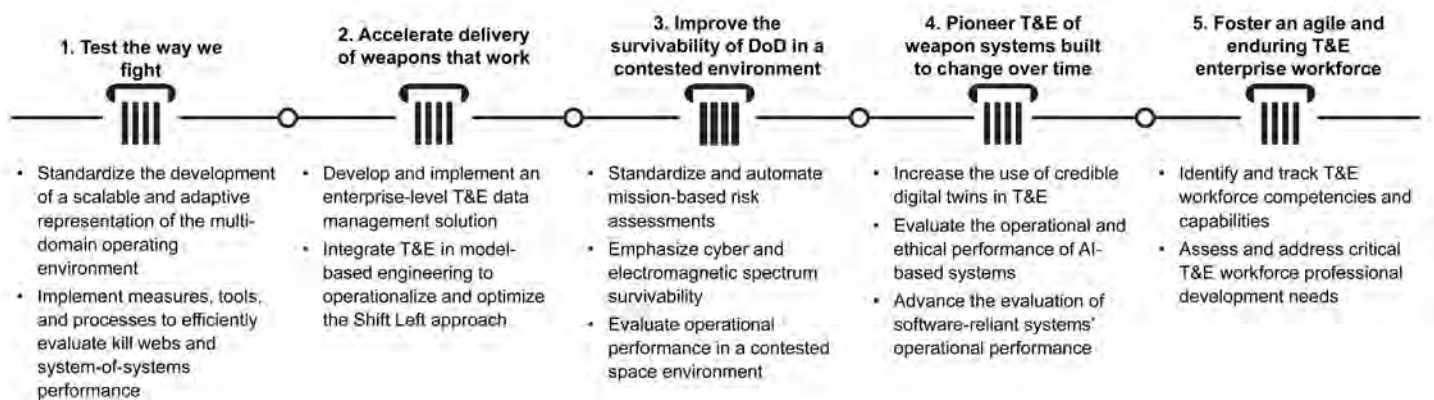 1. Test the way we
fight
2. Accelerate delivery
of weapons that work
3. Improve the
survivability of DoD in a
contested environment
4. Pioneer T&E of
weapon systems built
to change over time
5. Foster an agile and
enduring T&E
enterprise workforce
• Standardize the development
of a scalable and adaptive
representation of the multi-
domain operating
environment
• Implement measures, tools,
and processes to efficiently
evaluate kill webs and
system-of-systems
performance
• Develop and implement an
enterprise-level T&E data
management solution
• Integrate T&E in model-
based engineering to
operationalize and optimize
the Shift Left approach
• Standardize and automate
mission-based risk
assessments
• Emphasize cyber and
electromagnetic spectrum
survivability
• Evaluate operational
performance in a contested
space environment
• Increase the use of credible
digital twins in T&E
• Evaluate the operational and
ethical performance of AI-
based systems
• Advance the evaluation of
software-reliant systems'
operational performance
• Identify and track T&E
workforce competencies and
capabilities
• Assess and address critical
T&E workforce professional
development needs